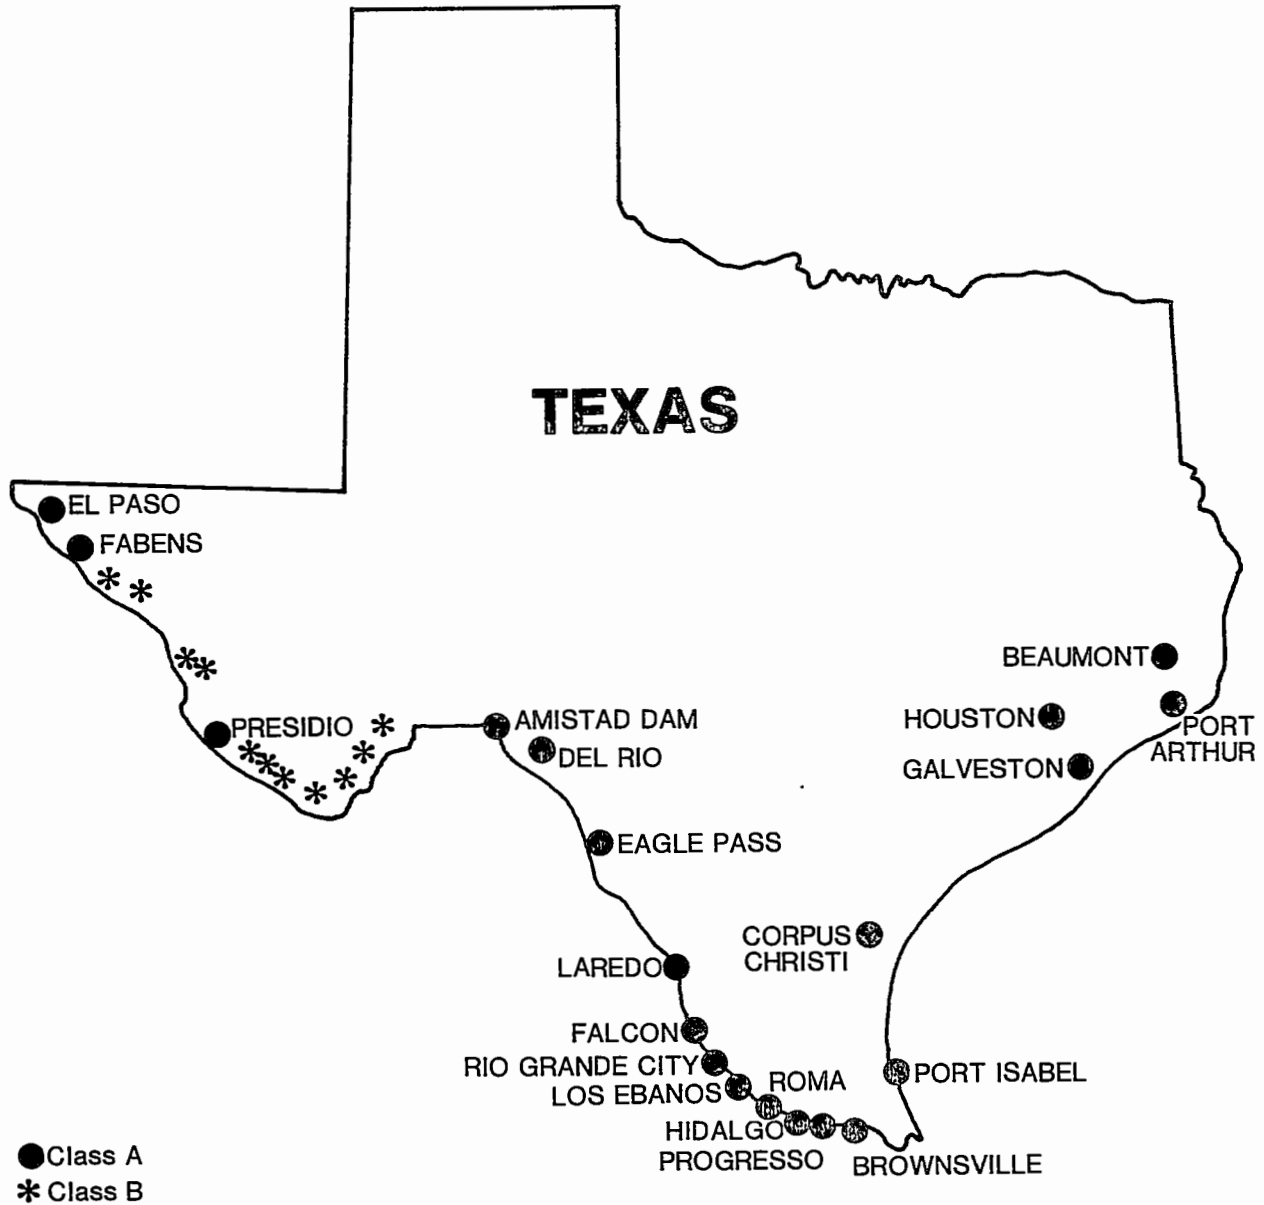 TEXAS
EL PASO
FABENS
BEAUMONT
PRESIDIO
AMISTAD DAM
HOUSTON
PORT
ARTHUR
DEL RIO
GALVESTON
EAGLE PASS
CORPUS
CHRISTI
LAREDO
FALCON
RIO GRANDE CITY
LOS EBANOS
ROMA
PORT ISABEL
HIDALGO
PROGRESSO
BROWNSVILLE
Class A
Class B